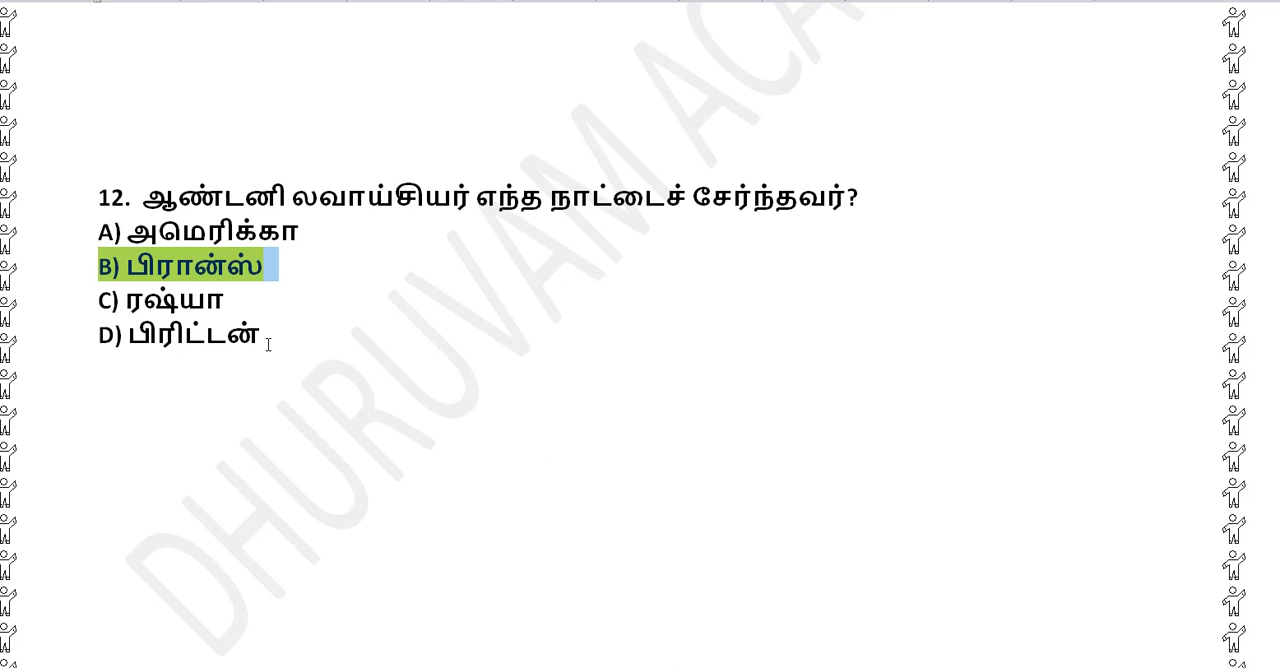 DHURUVAM ACA
12. ஆண்டனி லவாய்சியர் எந்த நாட்டைச் சேர்ந்தவர்?
A) அமெரிக்கா
B) பிரான்ஸ்
C) ரஷ்யா
D) பிரிட்டன்